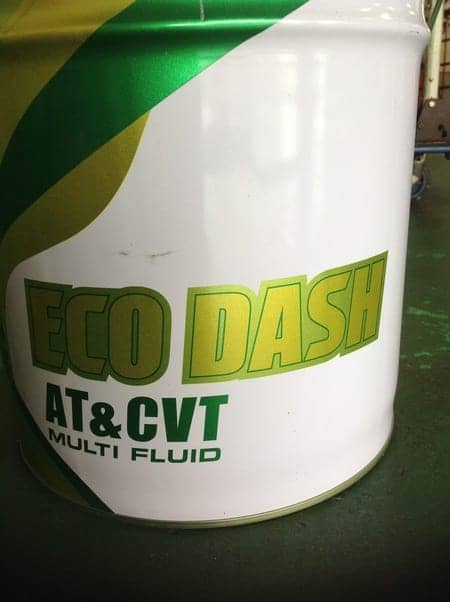 ECO DASH
AT&CVT
MULTI FLUID